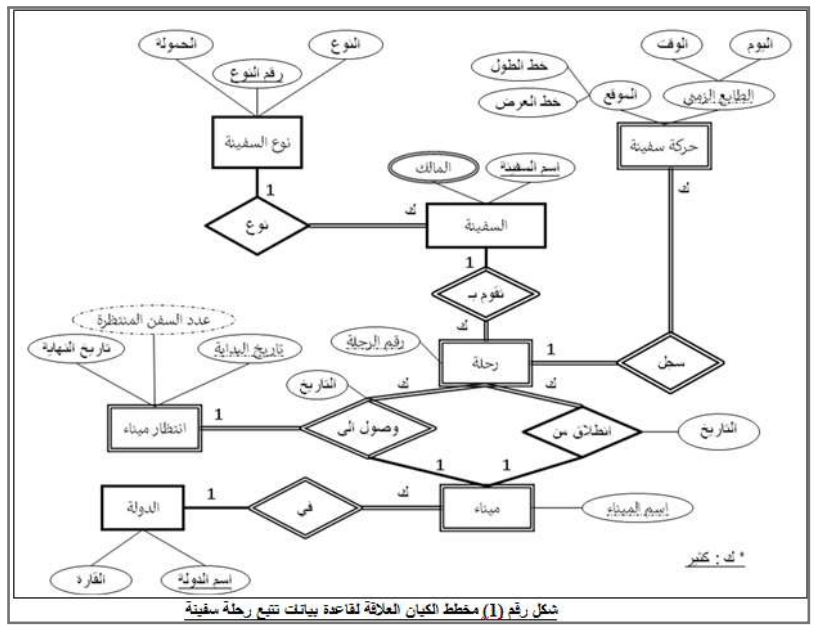 النوع
الحمولة
رقم النوع
نوع السفينة
1
نوع
ك
اليوم
الوقت
الطابع الزمني
الموقع
خط الطول
خط العرض
حركة سفينة
ك
اسم السفينة
المالك
السفينة
1
تقوم بـ
ك
رقم الرحلة
رحلة
1
سجل
عدد السفن المنتظرة
تاريخ البداية
تاريخ النهاية
انتظار ميناء
1
التاريخ
وصول الى
ك
ك
انطلاق من
التاريخ
1
1
الدولة
1
في
ك
ميناء
اسم الميناء
اسم الدولة
القارة
* ك : كثير
شكل رقم (1) مخطط الكيان العلاقة لقاعدة بيانات تتبع رحلة سفينة